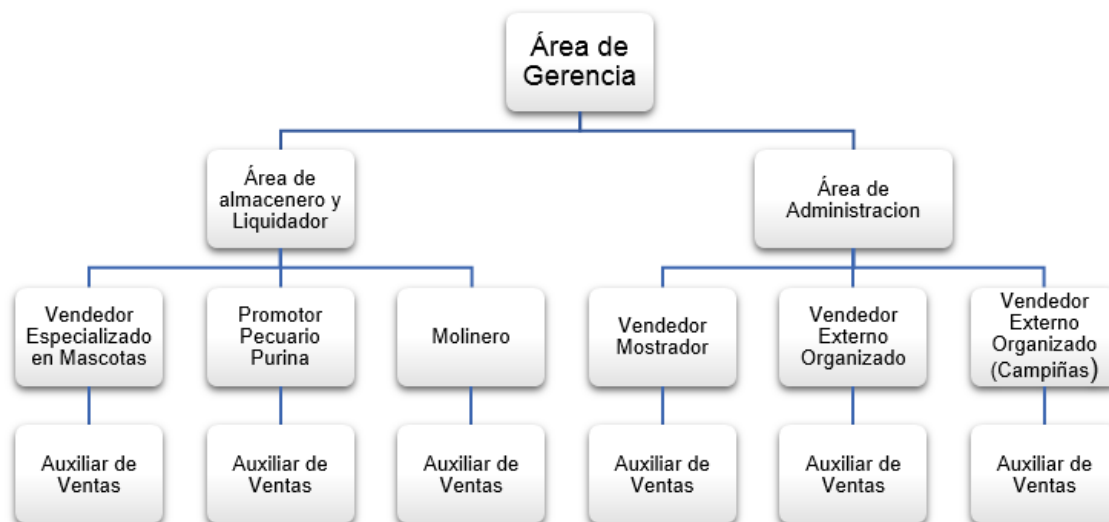 Área de
Gerencia
Área de
almacenero y
Liquidador
Área de
Administracion
Vendedor
Especializado
en Mascotas
Promotor
Pecuario
Purina
Molinero
Vendedor
Mostrador
Vendedor
Externo
Organizado
Vendedor
Externo
Organizado
(Campiñas)
Auxiliar de
Ventas
Auxiliar de
Ventas
Auxiliar de
Ventas
Auxiliar de
Ventas
Auxiliar de
Ventas
Auxiliar de
Ventas